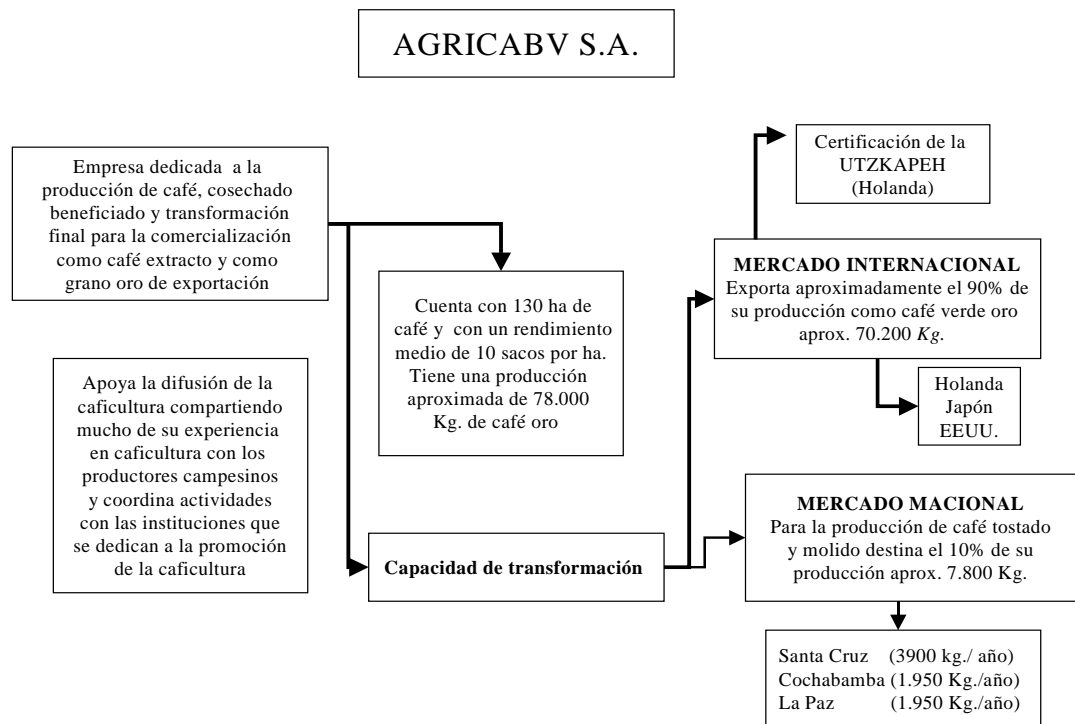 AGRICABV S.A.
Empresa dedicada a la
producción de café, cosechado
beneficiado y transformación
final para la comercialización
como café extracto y como
grano oro de exportación
Apoya la difusión de la
caficultura compartiendo
mucho de su experiencia
en caficultura con los
productores campesinos
y coordina actividades
con las instituciones que
se dedican a la promoción
de la caficultura
Cuenta con 130 ha de
café y con un rendimiento
medio de 10 sacos por ha.
Tiene una producción
aproximada de 78.000
Kg. de café oro
Capacidad de transformación
Certificación de la
UTZKAPEH
(Holanda)
MERCADO INTERNACIONAL
Exporta aproximadamente el 90% de
su producción como café verde oro
aprox. 70.200 Kg.
Holanda
Japón
EEUU.
MERCADO MACIONAL
Para la producción de café tostado
y molido destina el 10% de su
producción aprox. 7.800 Kg.
Santa Cruz (3900 kg./ año)
Cochabamba (1.950 Kg./año)
La Paz (1.950 Kg./año)